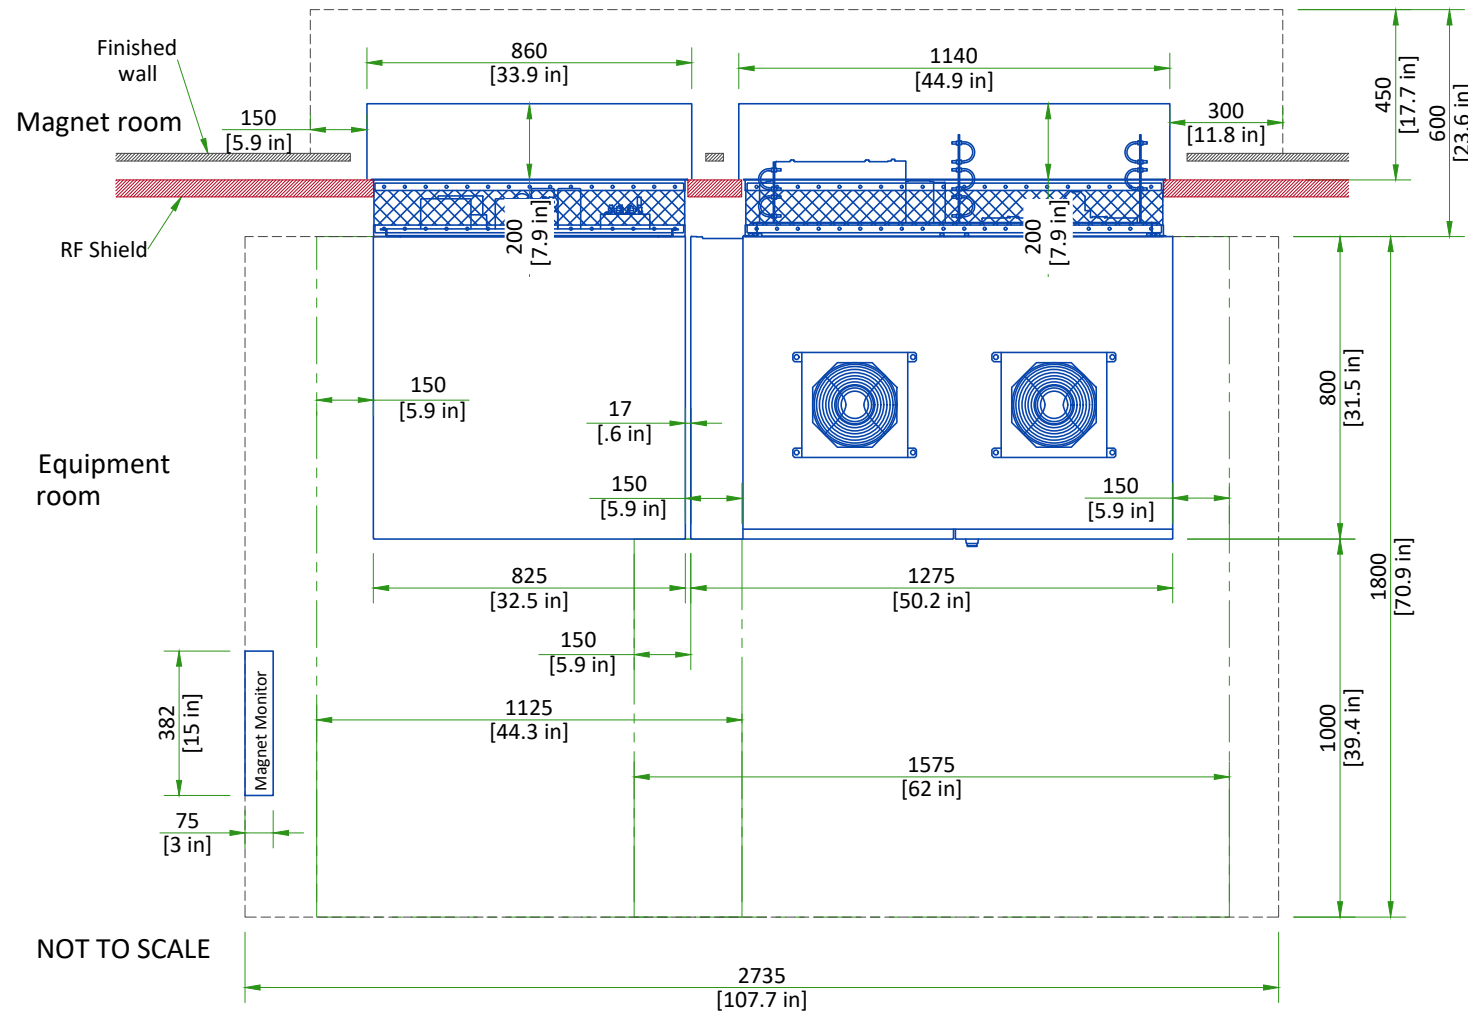 Finished
wall
Magnet room
150
[5.9 in]
860
[33.9 in]
1140
[44.9 in]
300
[11.8 in]
450
[17.7 in]
600
[23.6 in]
RF Shield
200
[7.9 in]
200
[7.9 in]
150
[5.9 in]
17
[.6 in]
800
[31.5 in]
Equipment
room
150
[5.9 in]
150
[5.9 in]
825
[32.5 in]
1275
[50.2 in]
1800
[70.9 in]
150
[5.9 in]
382
[15 in]
Magnet Monitor
1125
[44.3 in]
1000
[39.4 in]
1575
[62 in]
75
[3 in]
NOT TO SCALE
2735
[107.7 in]